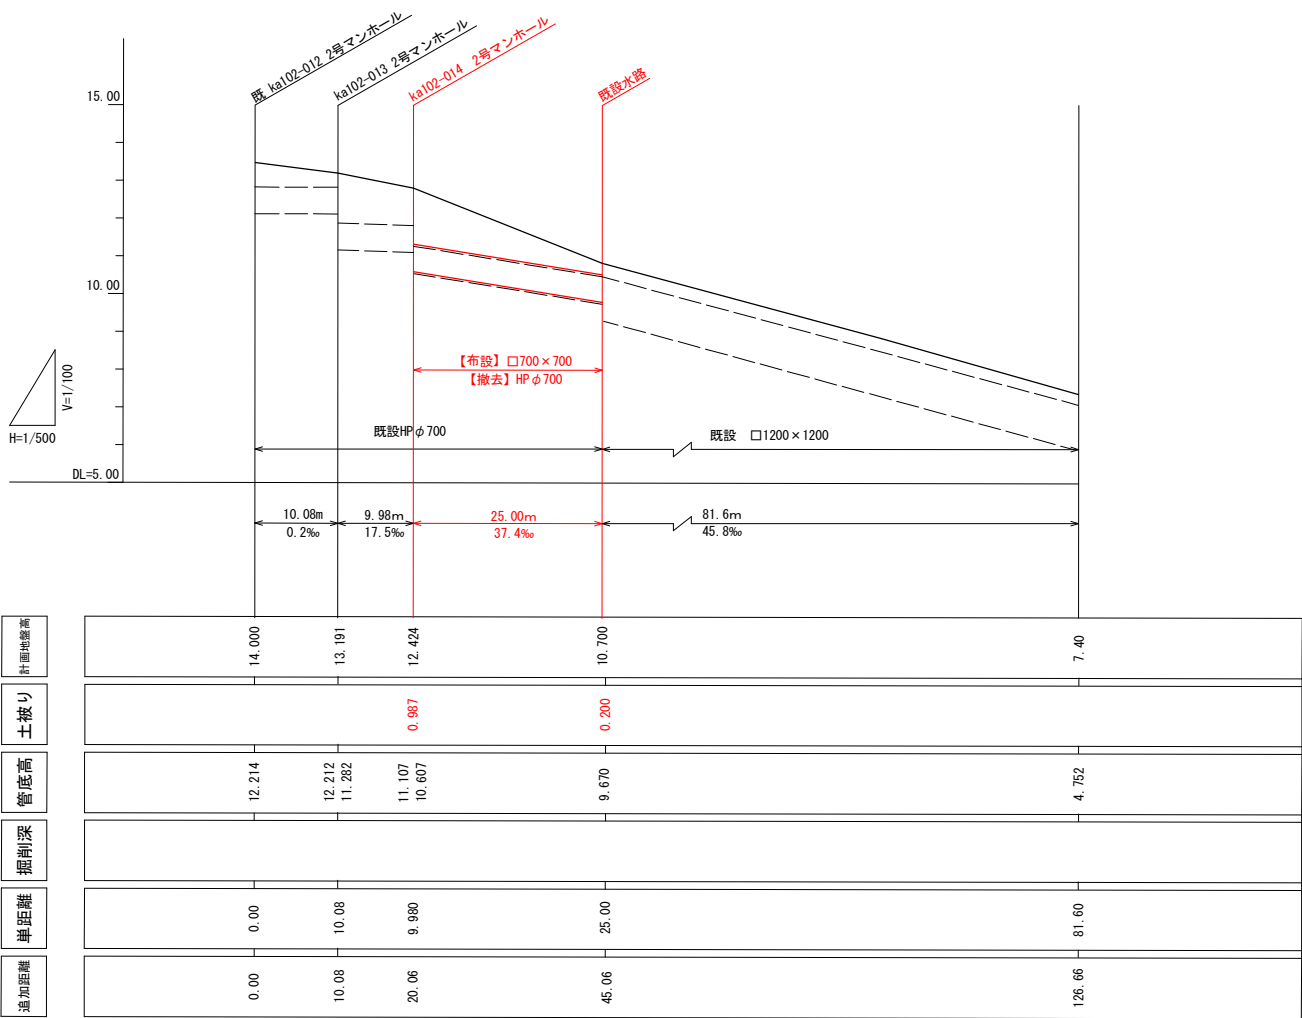 既 ka102-012 2号マンホール
ka102-013 2号マンホール
ka102-014 2号マンホール
既設水路
15.00
10.00
DL=5.00
V=1/100
H=1/500
【布設】□700×700
【撤去】HPφ700
既設HPφ700
既設 □1200×1200
10.08m
0.2‰
9.98m
17.5‰
25.00m
37.4‰
81.6m
45.8‰
計画地盤高
14.000
13.191
12.424
10.700
7.40
土被り
0.987
0.200
管底高
12.214
12.212
11.282
11.107
10.607
9.670
4.752
掘削深
単距離
0.00
10.08
9.980
25.00
81.60
追加距離
0.00
10.08
20.06
45.06
126.66